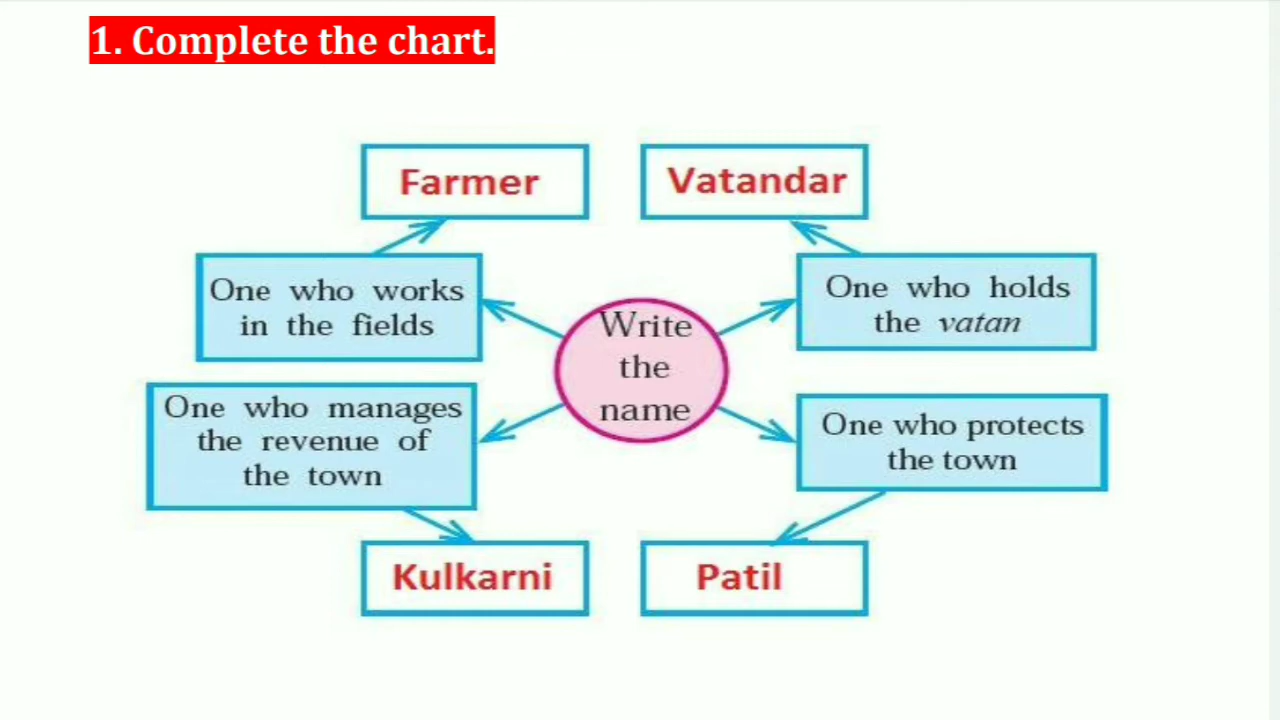 1. Complete the chart.
Farmer
Vatandar
One who works
in the fields
One who holds
the vatan
Write
the
name
One who manages
the revenue of
the town
One who protects
the town
Kulkarni
Patil